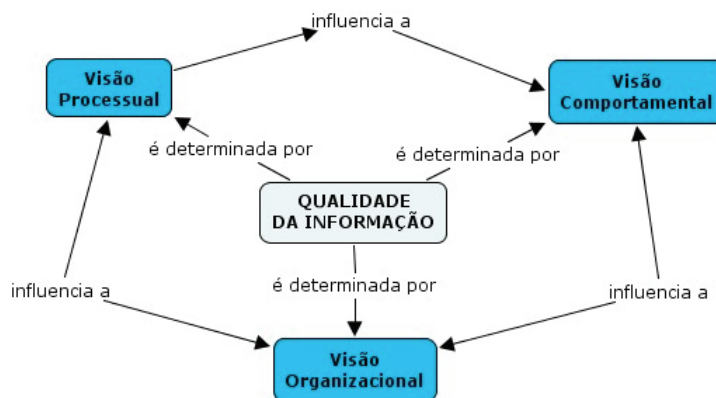 influencia a
Visão
Processual
Visão
Comportamental
é determinada por
é determinada por
QUALIDADE
DA INFORMAÇÃO
influencia a
é determinada por
influencia a
Visão
Organizacional